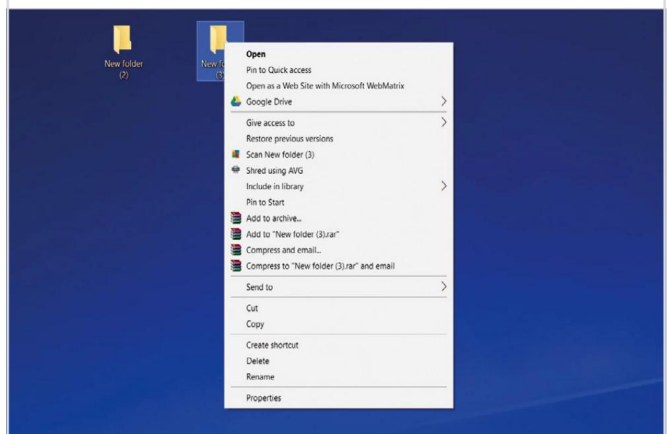 New folder
(2)
New fo
(3)
Open
Pin to Quick access
Open as a Web Site with Microsoft WebMatrix
Google Drive
Give access to
Restore previous versions
Scan New folder (3)
Shred using AVG
Include in library
Pin to Start
Add to archive...
Add to "New folder (3).rar"
Compress and email...
Compress to "New folder (3).rar" and email
Send to
Cut
Copy
Create shortcut
Delete
Rename
Properties